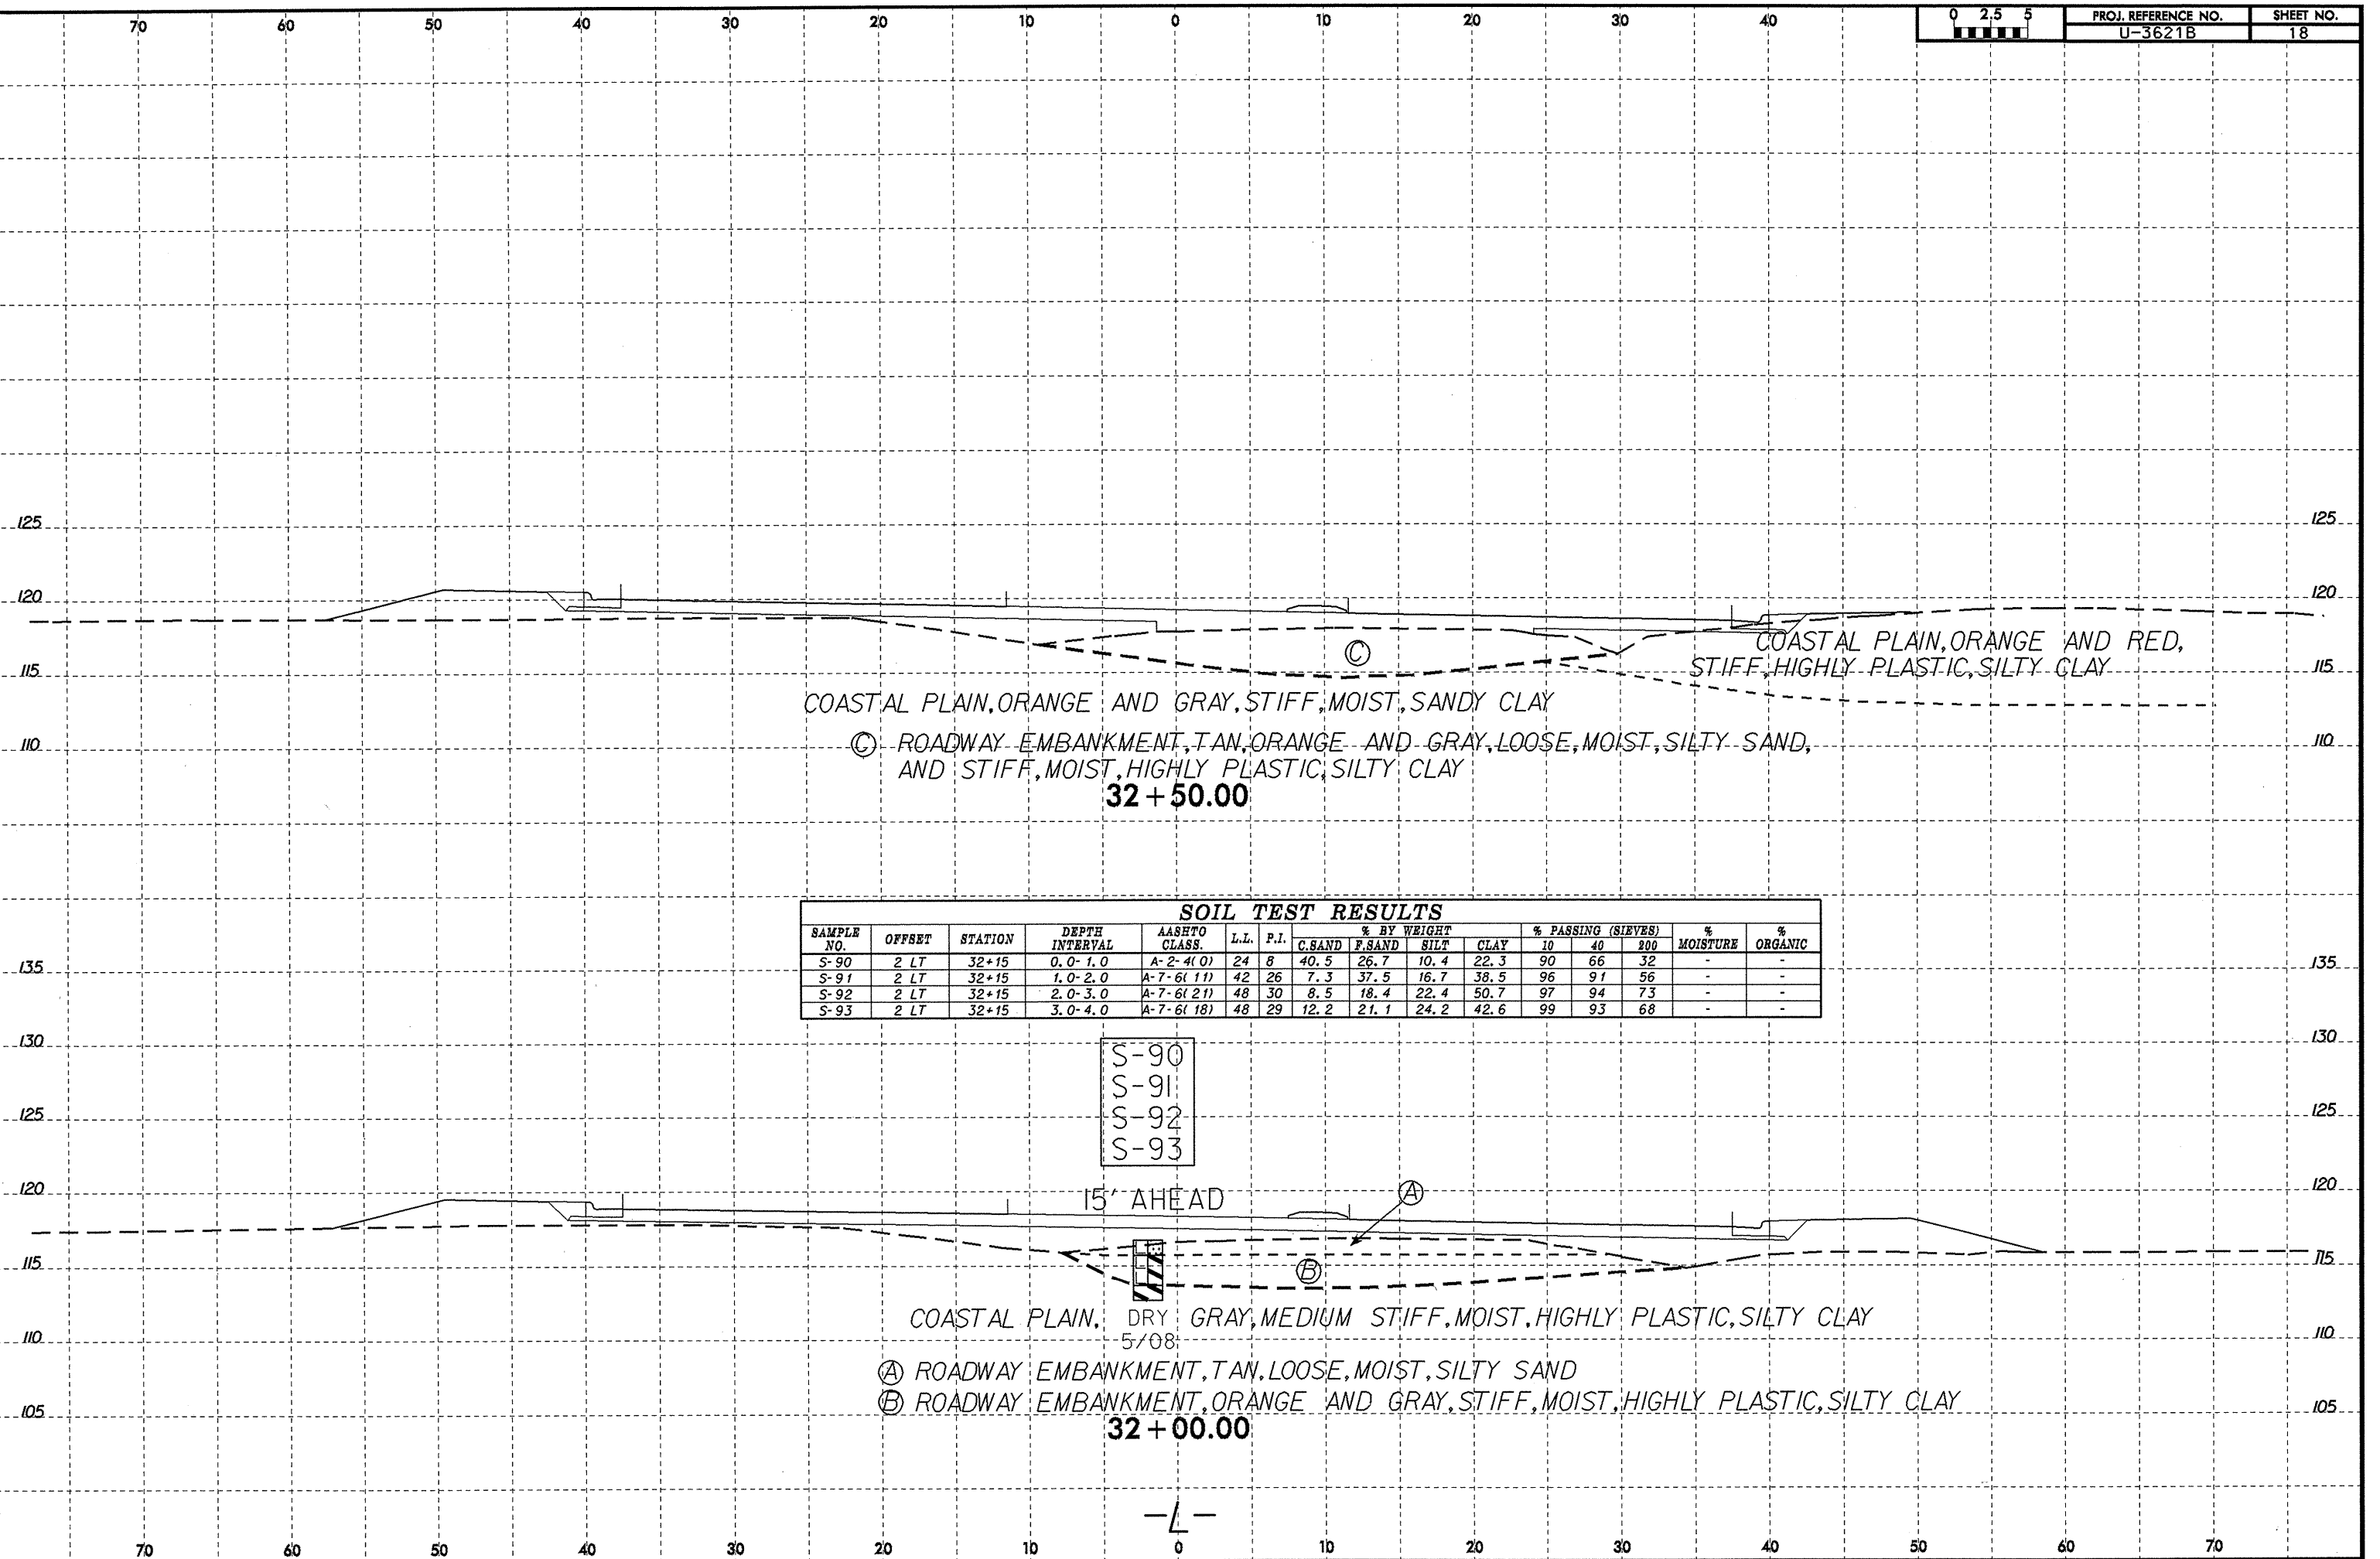 70 60 50 40 30 20 10 0 10 20 30 40
0 2.5 5
PROJ. REFERENCE NO. SHEET NO.
U-3621B 18
125 125
120 120
COASTAL PLAIN, ORANGE AND RED,
115 STIFF, HIGHLY PLASTIC, SILTY CLAY 115
C
COASTAL PLAIN, ORANGE AND GRAY, STIFF, MOIST, SANDY CLAY
110 C ROADWAY EMBANKMENT, TAN, ORANGE AND GRAY, LOOSE, MOIST, SILTY SAND, 110
AND STIFF, MOIST, HIGHLY PLASTIC, SILTY CLAY
32+50.00
SOIL TEST RESULTS
SAMPLE NO. OFFSET STATION DEPTH INTERVAL AASHTO CLASS. L.L. P.I. % BY WEIGHT % PASSING (SIEVES) % MOISTURE % ORGANIC
C.SAND F.SAND SILT CLAY 10 40 200
S-90 2 LT 32+15 0.0-1.0 A-2-4(0) 24 8 40.5 26.7 10.4 22.3 90 66 32 - -
S-91 2 LT 32+15 1.0-2.0 A-7-6(11) 42 26 7.3 37.5 16.7 38.5 96 91 56 - -
S-92 2 LT 32+15 2.0-3.0 A-7-6(21) 48 30 8.5 18.4 22.4 50.7 97 94 73 - -
S-93 2 LT 32+15 3.0-4.0 A-7-6(18) 48 29 12.2 21.1 24.2 42.6 99 93 68 - -
135 135
130 130
S-90
S-91
125 S-92 125
S-93
120 15' AHEAD A 120
115 B 115
COASTAL PLAIN, DRY GRAY, MEDIUM STIFF, MOIST, HIGHLY PLASTIC, SILTY CLAY
110 5/08 110
A ROADWAY EMBANKMENT, TAN, LOOSE, MOIST, SILTY SAND
B ROADWAY EMBANKMENT, ORANGE AND GRAY, STIFF, MOIST, HIGHLY PLASTIC, SILTY CLAY
105 105
32+00.00
-L-
70 60 50 40 30 20 10 0 10 20 30 40 50 60 70